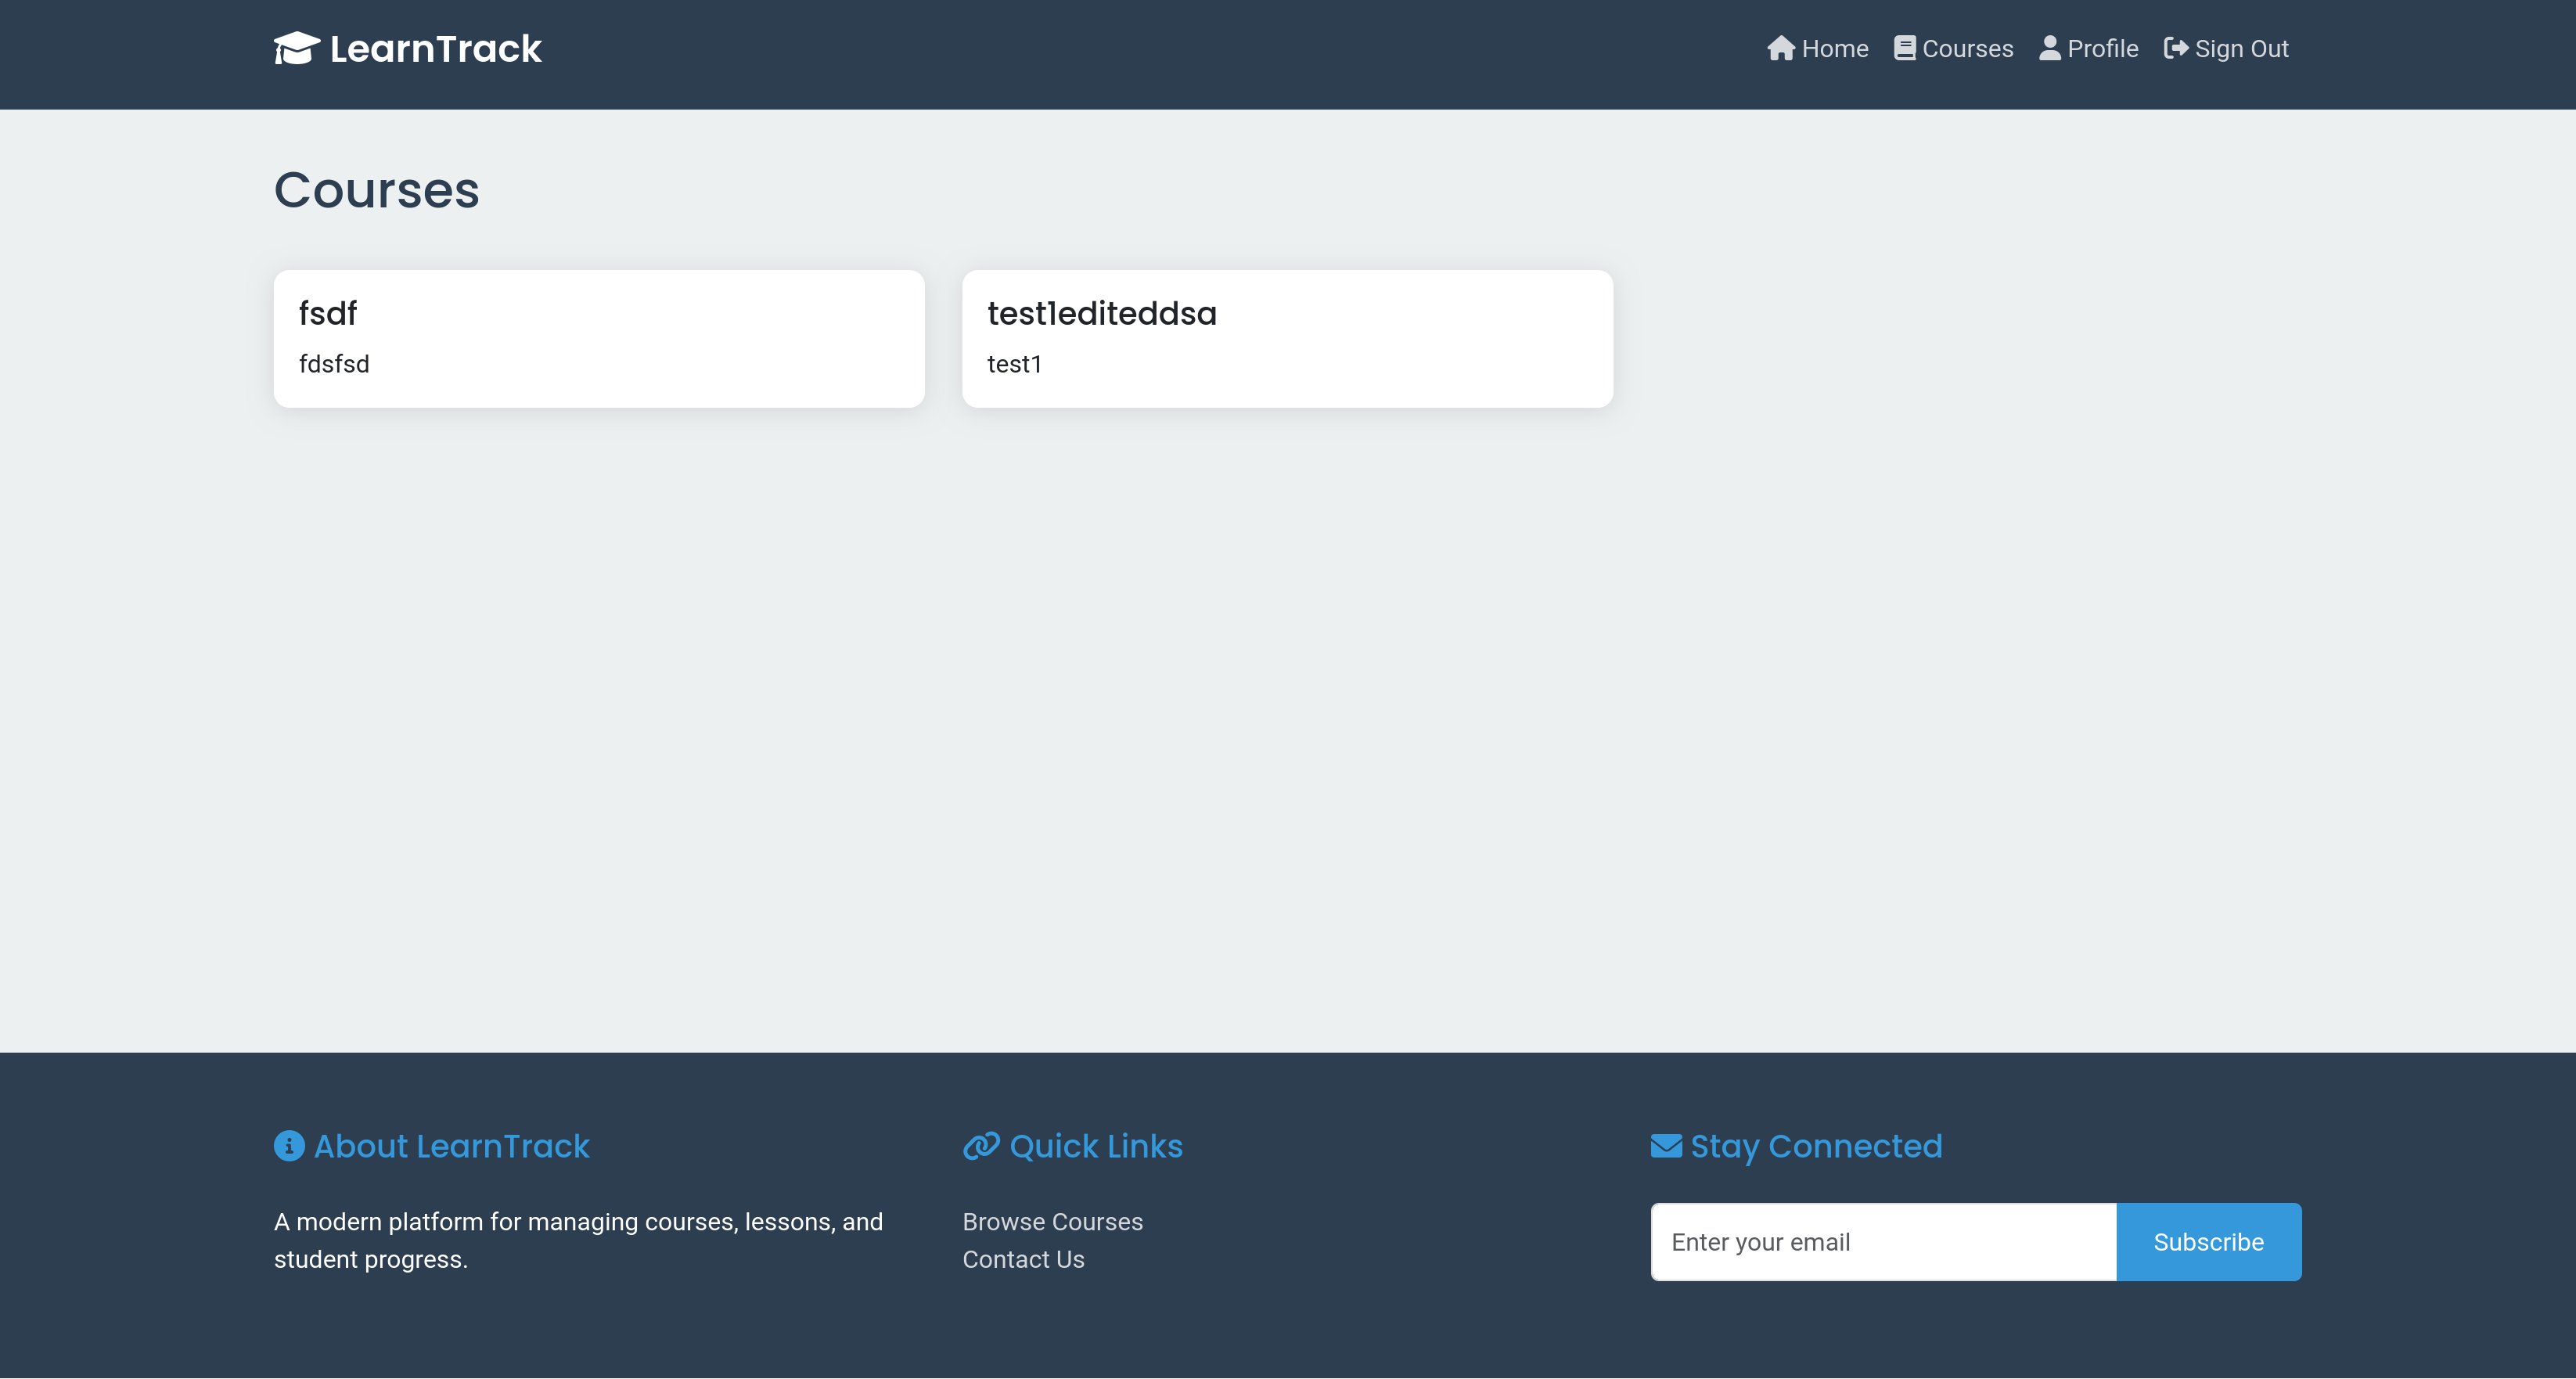 LearnTrack
Home Courses Profile Sign Out
Courses
fsdf
fdsfsd
test1editeddsa
test1
About LearnTrack
A modern platform for managing courses, lessons, and
student progress.
Quick Links
Browse Courses
Contact Us
Stay Connected
Enter your email Subscribe